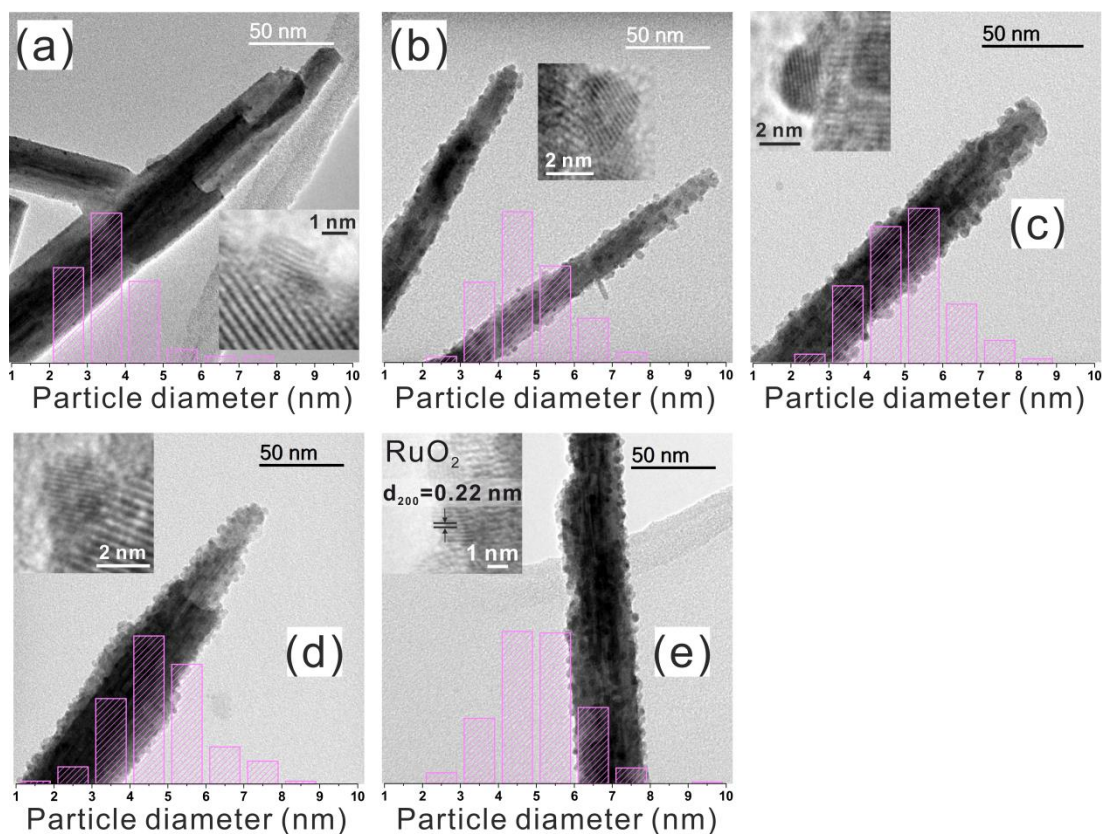 (a)
50 nm
1 nm
1 2 3 4 5 6 7 8 9 10
Particle diameter (nm)
(b)
50 nm
2 nm
1 2 3 4 5 6 7 8 9 10
Particle diameter (nm)
50 nm
2 nm
(c)
1 2 3 4 5 6 7 8 9 10
Particle diameter (nm)
50 nm
2 nm
(d)
1 2 3 4 5 6 7 8 9 10
Particle diameter (nm)
RuO₂
d₂₀₀=0.22 nm
1 nm
50 nm
(e)
1 2 3 4 5 6 7 8 9 10
Particle diameter (nm)